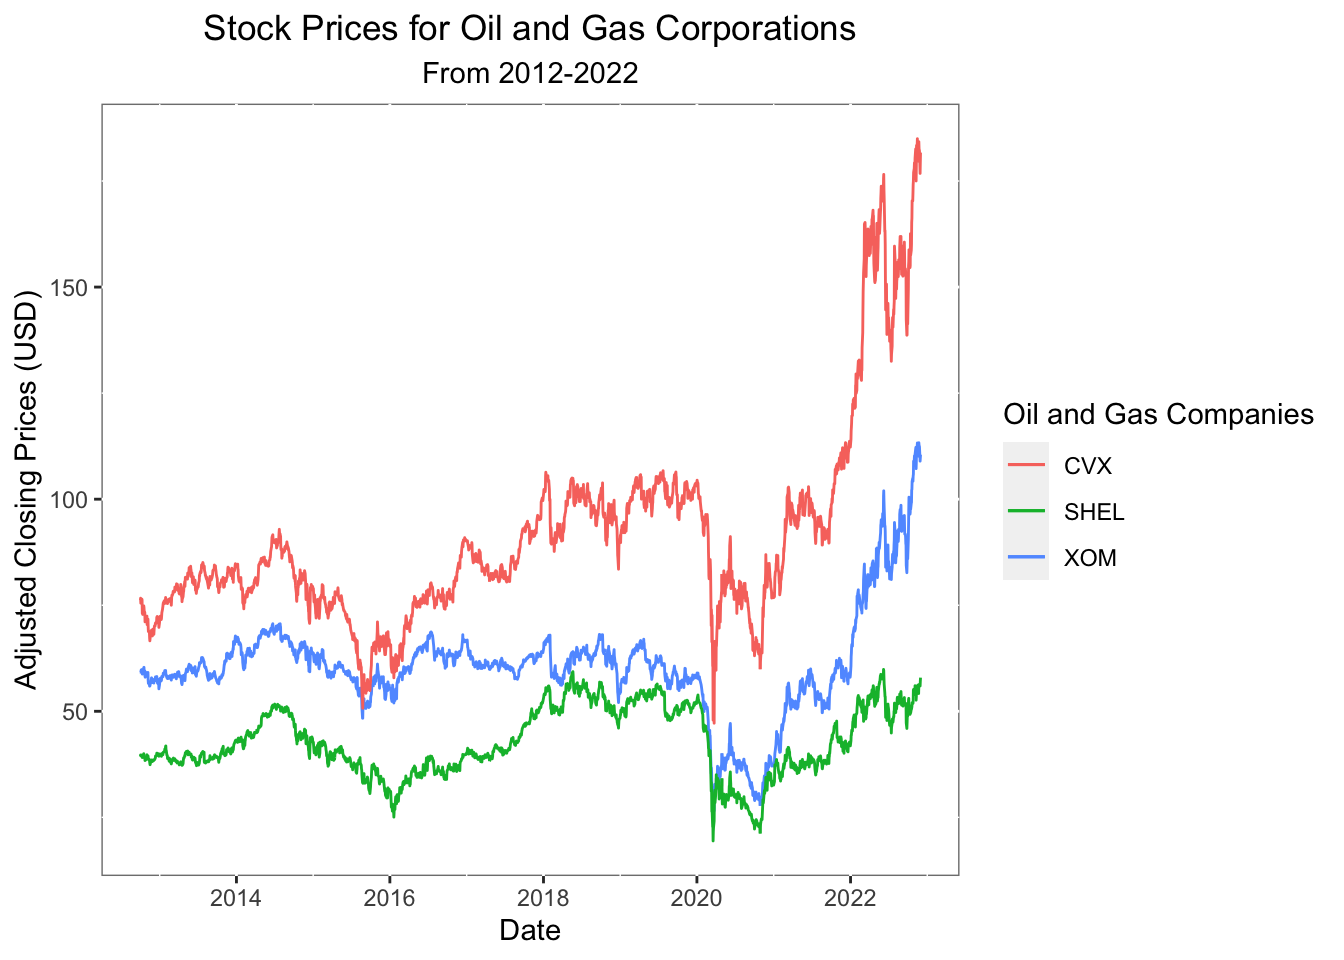 Stock Prices for Oil and Gas Corporations
From 2012-2022
Adjusted Closing Prices (USD)
150
100
50
2014 2016 2018 2020 2022
Date
Oil and Gas Companies
CVX
SHEL
XOM